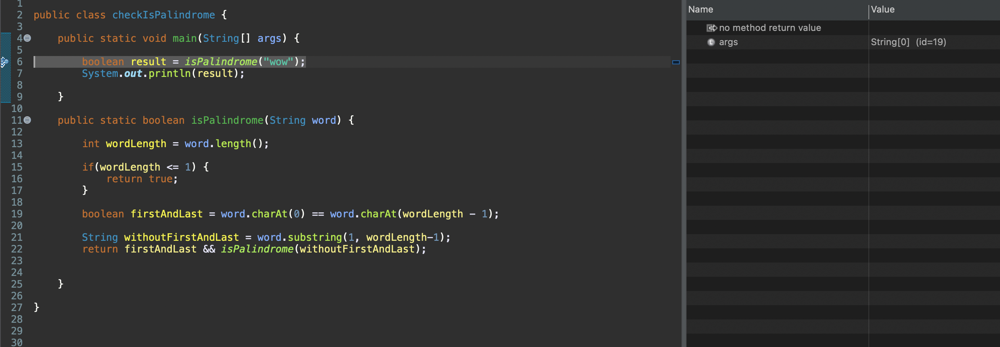 1
2 public class checkIsPalindrome {
3
4 public static void main(String[] args) {
5
6 boolean result = isPalindrome("wow");
7 System.out.println(result);
8
9 }
10
11 public static boolean isPalindrome(String word) {
12
13 int wordLength = word.length();
14
15 if(wordLength <= 1) {
16 return true;
17 }
18
19 boolean firstAndLast = word.charAt(0) == word.charAt(wordLength - 1);
20
21 String withoutFirstAndLast = word.substring(1, wordLength-1);
22 return firstAndLast && isPalindrome(withoutFirstAndLast);
23
24
25 }
26
27 }
28
29
30
Name Value
no method return value
args String[0] (id=19)